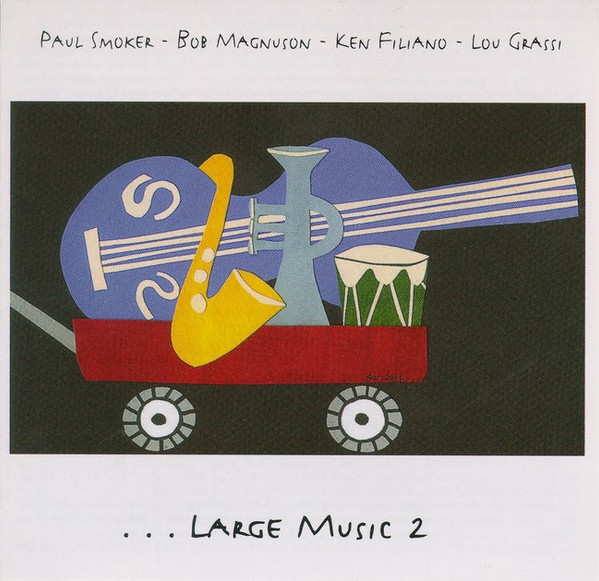 PAUL SMOKER - BOB MAGNUSON - KEN FILIANO - LOU GRASSI
... LARGE MUSIC 2